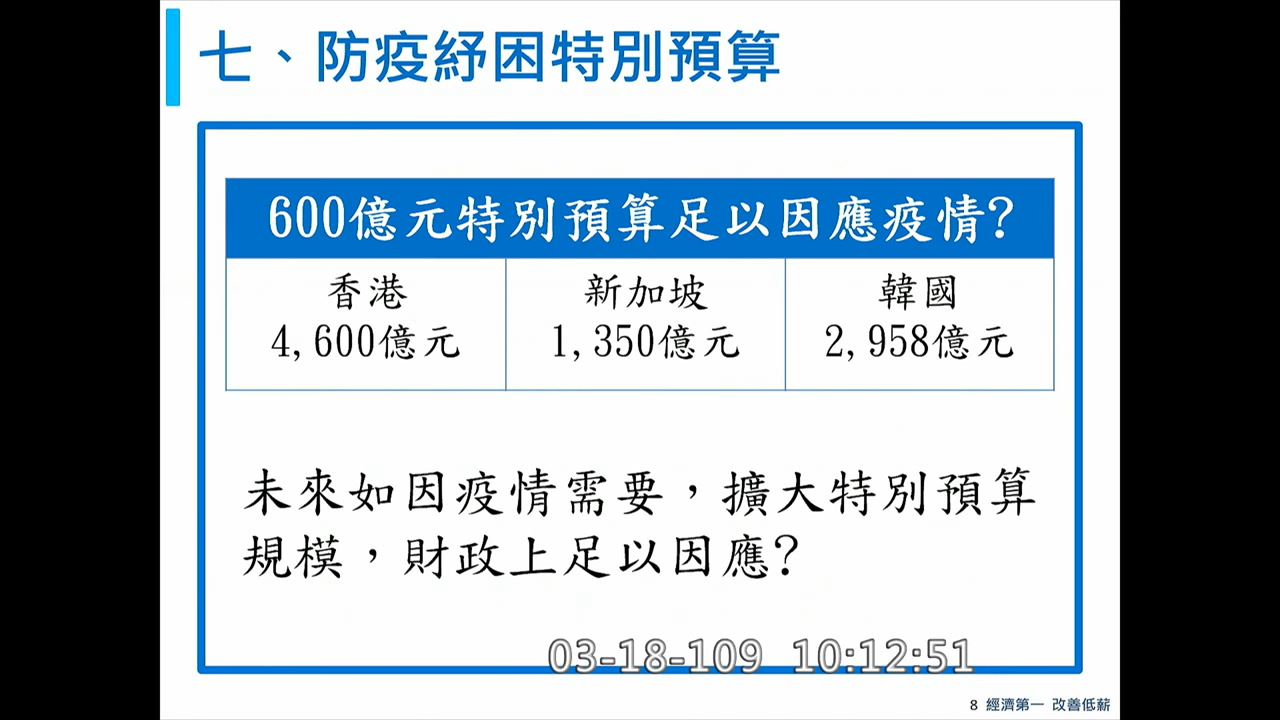 七、防疫紓困特別預算
600億元特別預算足以因應疫情?
香港
4,600億元
新加坡
1,350億元
韓國
2,958億元
未來如因疫情需要，擴大特別預算
規模，財政上足以因應?
03-18-109 10:12:51
8 經濟第一 改善低薪